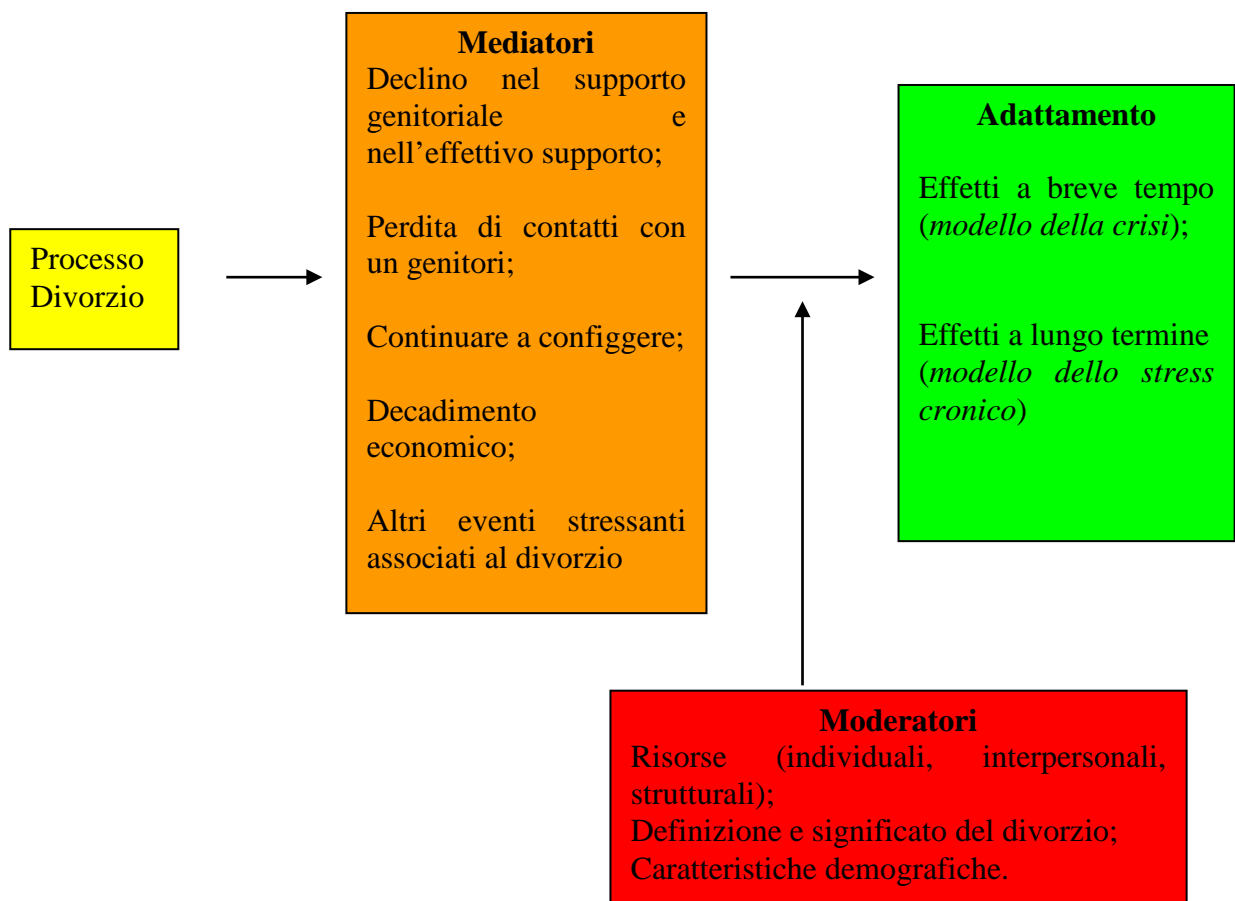 Processo
Divorzio
Mediatori
Declino nel supporto
genitoriale e
nell’effettivo supporto;
Perdita di contatti con
un genitori;
Continuare a configgere;
Decadimento
economico;
Altri eventi stressanti
associati al divorzio
Adattamento
Effetti a breve tempo
(modello della crisi);
Effetti a lungo termine
(modello dello stress
cronico)
Moderatori
Risorse (individuali, interpersonali,
strutturali);
Definizione e significato del divorzio;
Caratteristiche demografiche.